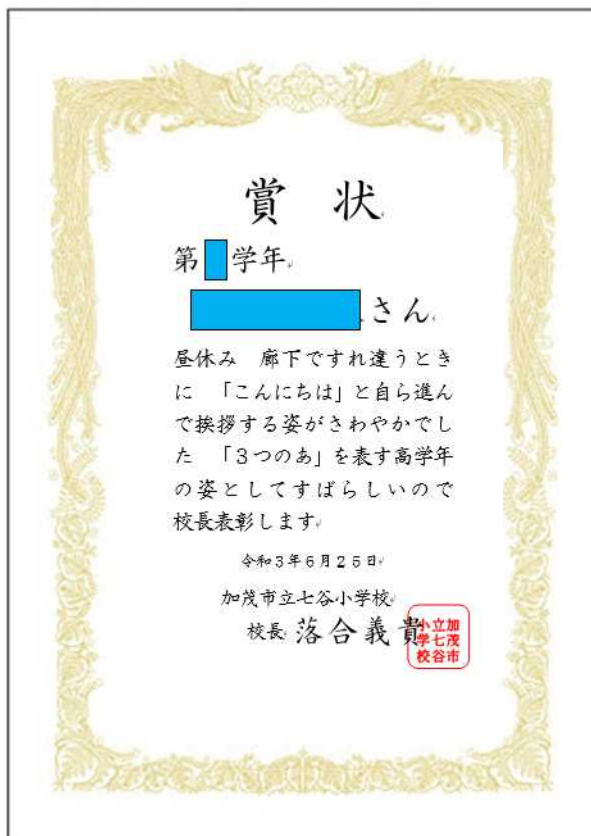 賞　状
第　学年
さん
昼休み　廊下ですれ違うとき
に　「こんにちは」と自ら進ん
で挨拶する姿がさわやかでし
た　「３つのあ」を表す高学年
の姿としてすばらしいので
校長表彰します
令和３年６月２５日
加茂市立七谷小学校
校長 落合義貴
加茂市
立七谷
小学校